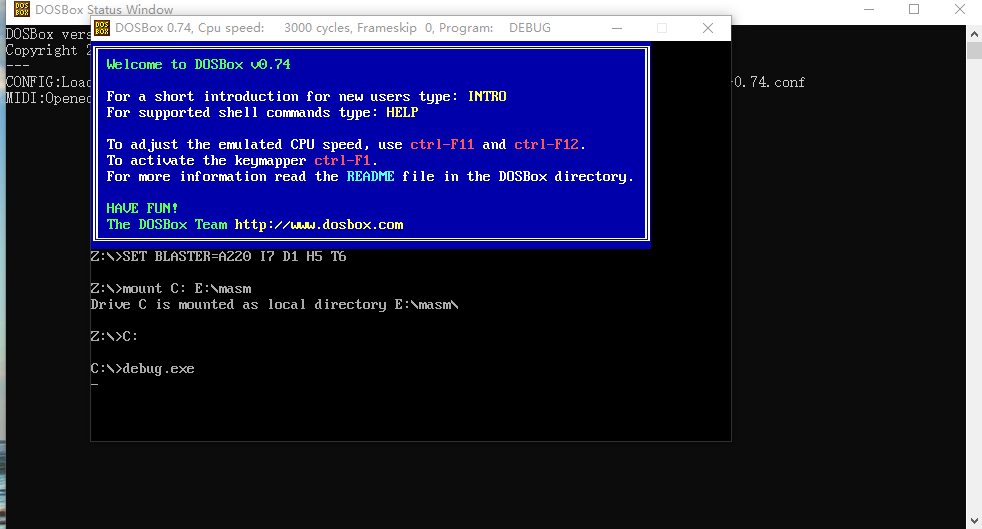 DOSBox Status Window
DOSBox 0.74, Cpu speed: 3000 cycles, Frameskip 0, Program: DEBUG
DOSBox
Copyright
---
MIDI:Opened
0.74.conf
Welcome to DOSBox v0.74
For a short introduction for new users type: INTRO
For supported shell commands type: HELP
To adjust the emulated CPU speed, use ctrl-F11 and ctrl-F12.
To activate the keymapper ctrl-F1.
For more information read the README file in the DOSBox directory.
HAVE FUN!
The DOSBox Team http://www.dosbox.com
Z:\>SET BLASTER=A220 I7 D1 H5 T6
Z:\>mount C: E:\masm
Drive C is mounted as local directory E:\masm\
Z:\>C:
C:\>debug.exe